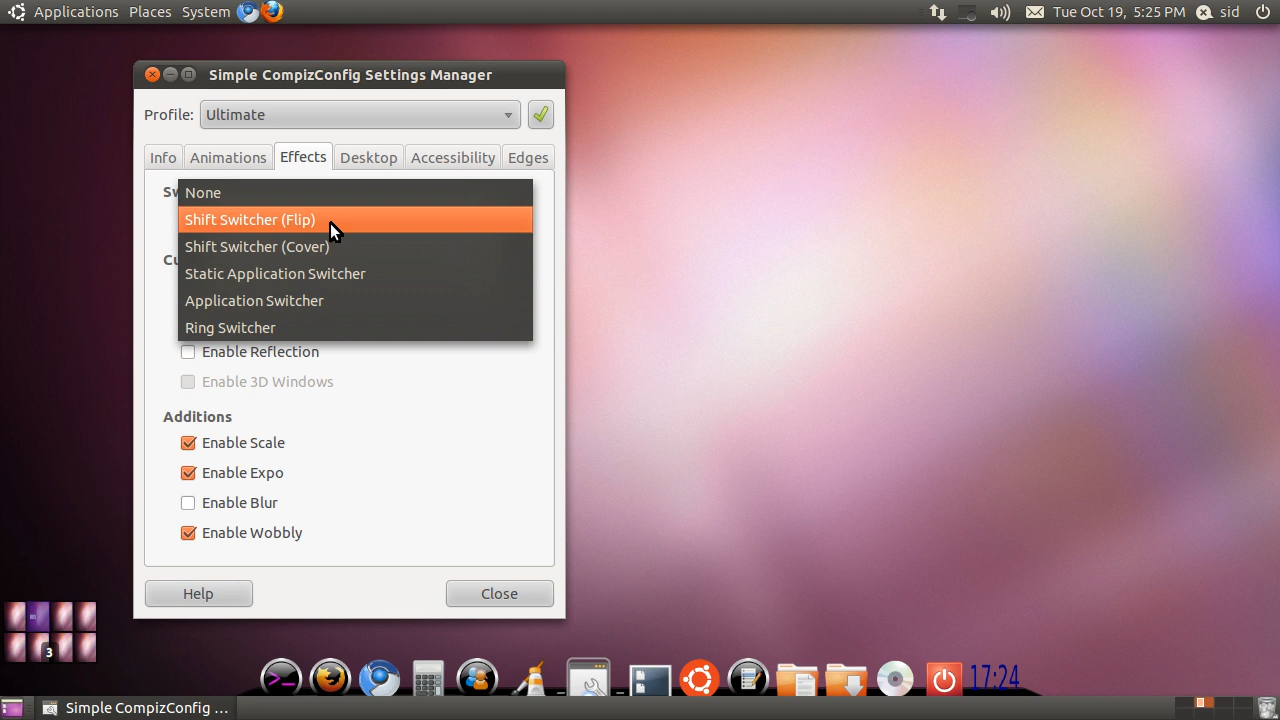 Applications Places System
Tue Oct 19, 5:25 PM sid
Simple CompizConfig Settings Manager
Profile: Ultimate
Info Animations Effects Desktop Accessibility Edges
None
Shift Switcher (Flip)
Shift Switcher (Cover)
Static Application Switcher
Application Switcher
Ring Switcher
Enable Reflection
Enable 3D Windows
Additions
Enable Scale
Enable Expo
Enable Blur
Enable Wobbly
Help Close
3
17:24
Simple CompizConfig ...